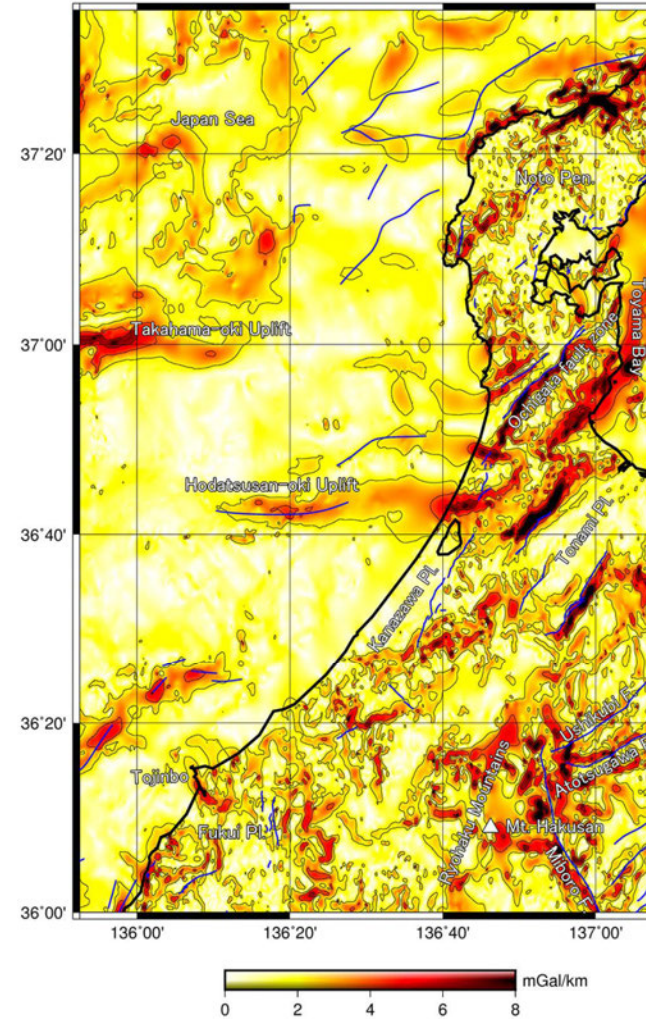 Japan Sea
37°20'
Noto Pen.
Toyama Bay
Takahama-oki Uplift
37°00'
Ochigata fault zone
Hodatsusan-oki Uplift
36°40'
Tonami Pl.
Kanazawa Pl.
36°20'
Ushikubi F.
Atotsugawa F.
Tojinbo
Ryohaku Mountains
Fukui Pl.
Mt. Hakusan
Miboro F.
36°00'
136°00' 136°20' 136°40' 137°00'
mGal/km
0 2 4 6 8